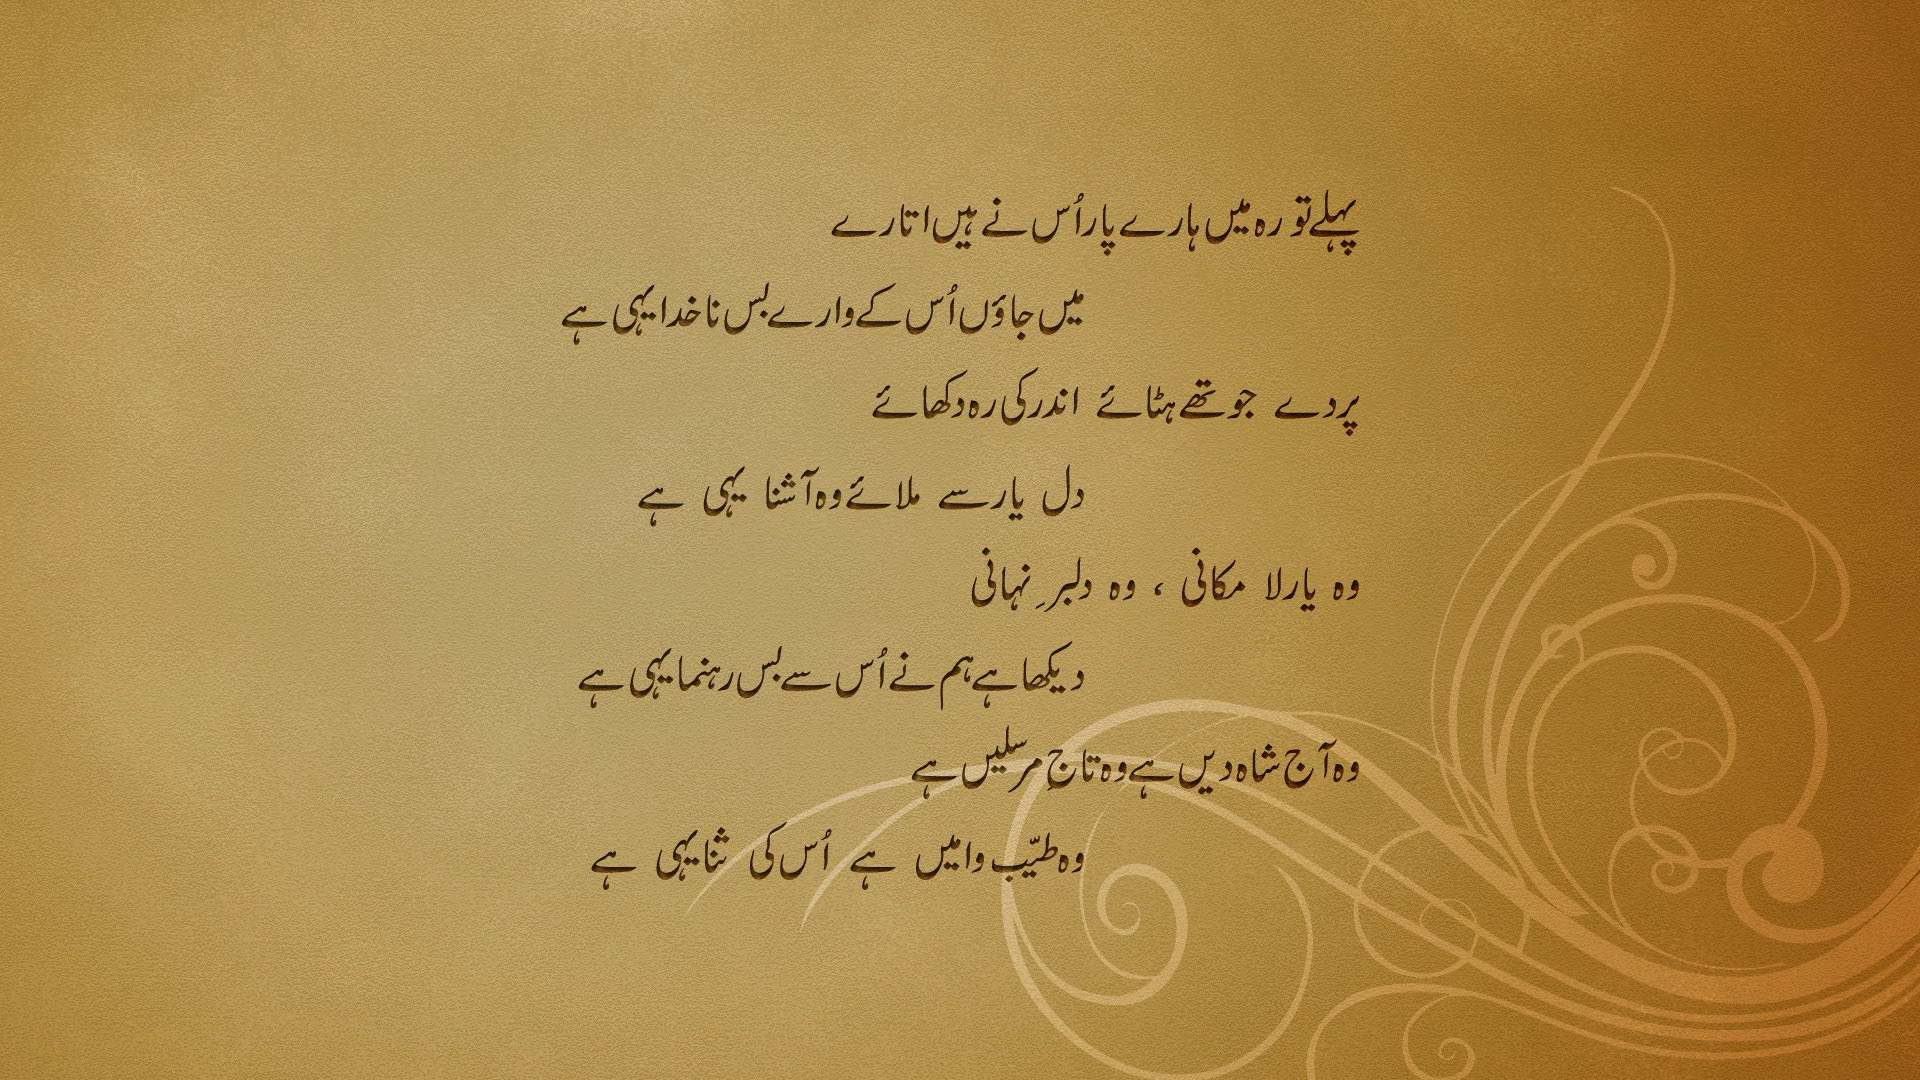 پہلے تو رہ میں ہارے پار اُس نے ہیں اتارے
میں جاؤں اُس کے وارے بس ناخدا یہی ہے
پردے جو تھے ہٹائے اندر کی رہ دکھائے
دل یار سے ملائے وہ آشنا یہی ہے
وہ یار لا مکانی ، وہ دلبرِ نہانی
دیکھا ہے ہم نے اُس سے بس رہنما یہی ہے
وہ آج شاہ دیں ہے وہ تاجِ مرسلیں ہے
وہ طیّب و امیں ہے اُس کی ثنا یہی ہے